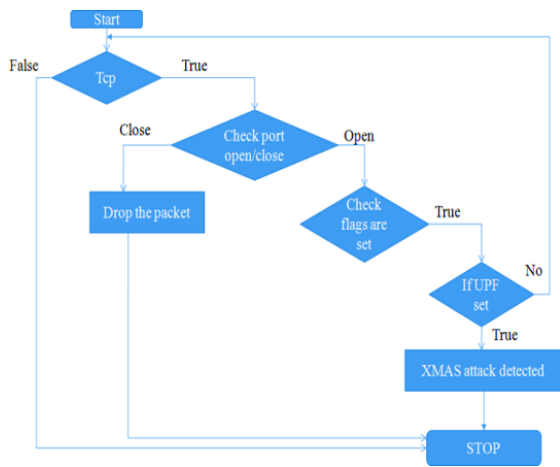 Start
False
Tcp
True
Close
Check port
open/close
Open
Drop the packet
Check
flags are
set
True
If UPF
set
No
True
XMAS attack detected
STOP